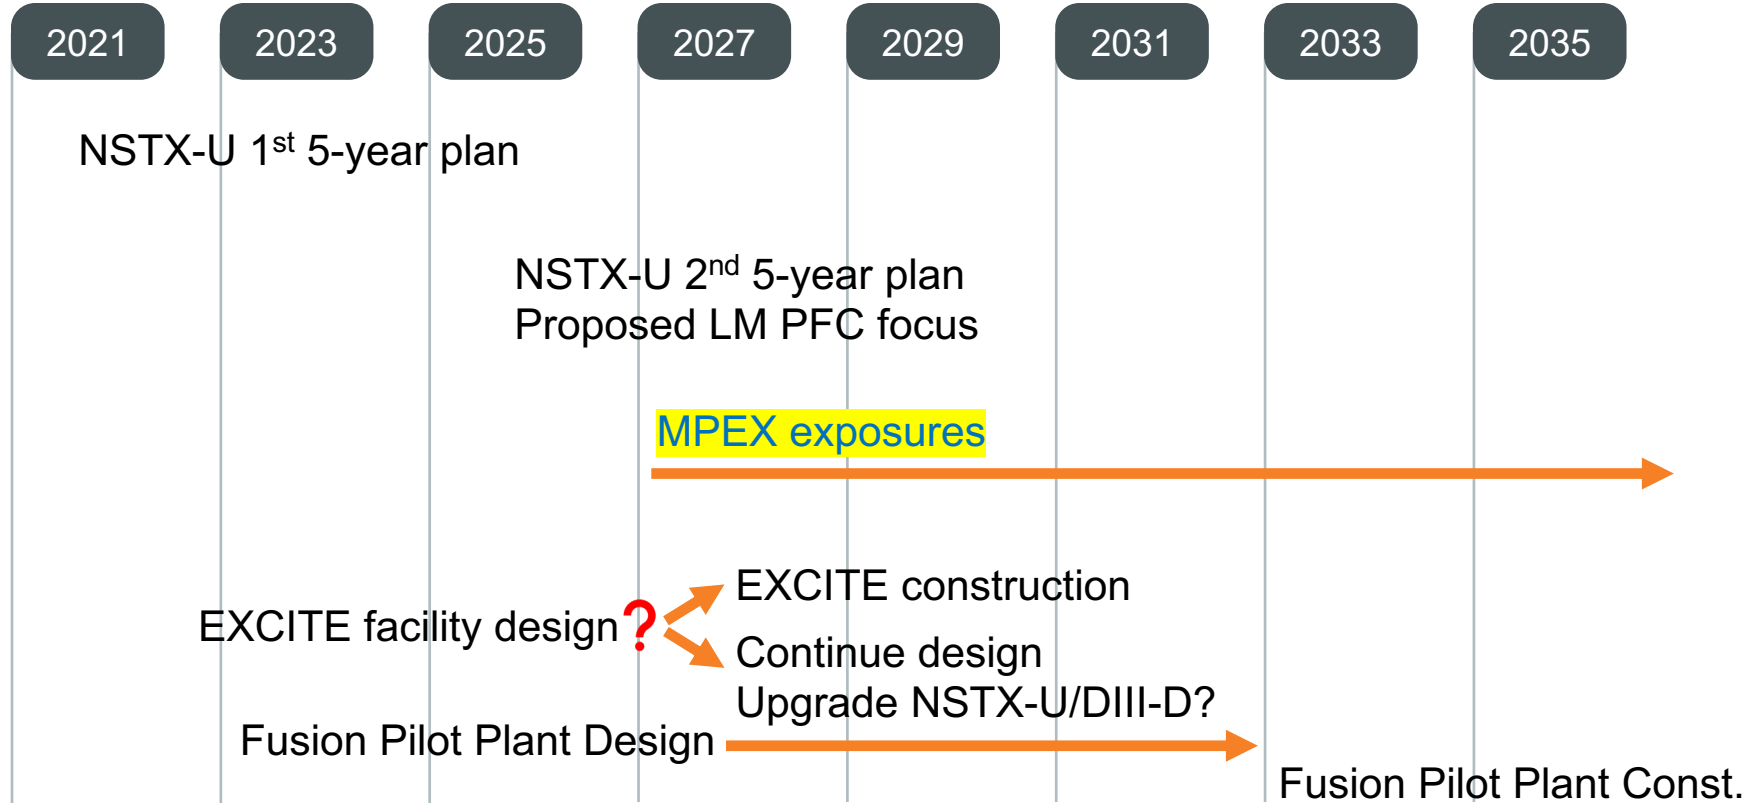 2021 2023 2025 2027 2029 2031 2033 2035
NSTX-U 1st 5-year plan
NSTX-U 2nd 5-year plan
Proposed LM PFC focus
MPEX exposures
EXCITE construction
EXCITE facility design ?
Continue design
Upgrade NSTX-U/DIII-D?
Fusion Pilot Plant Design
Fusion Pilot Plant Const.